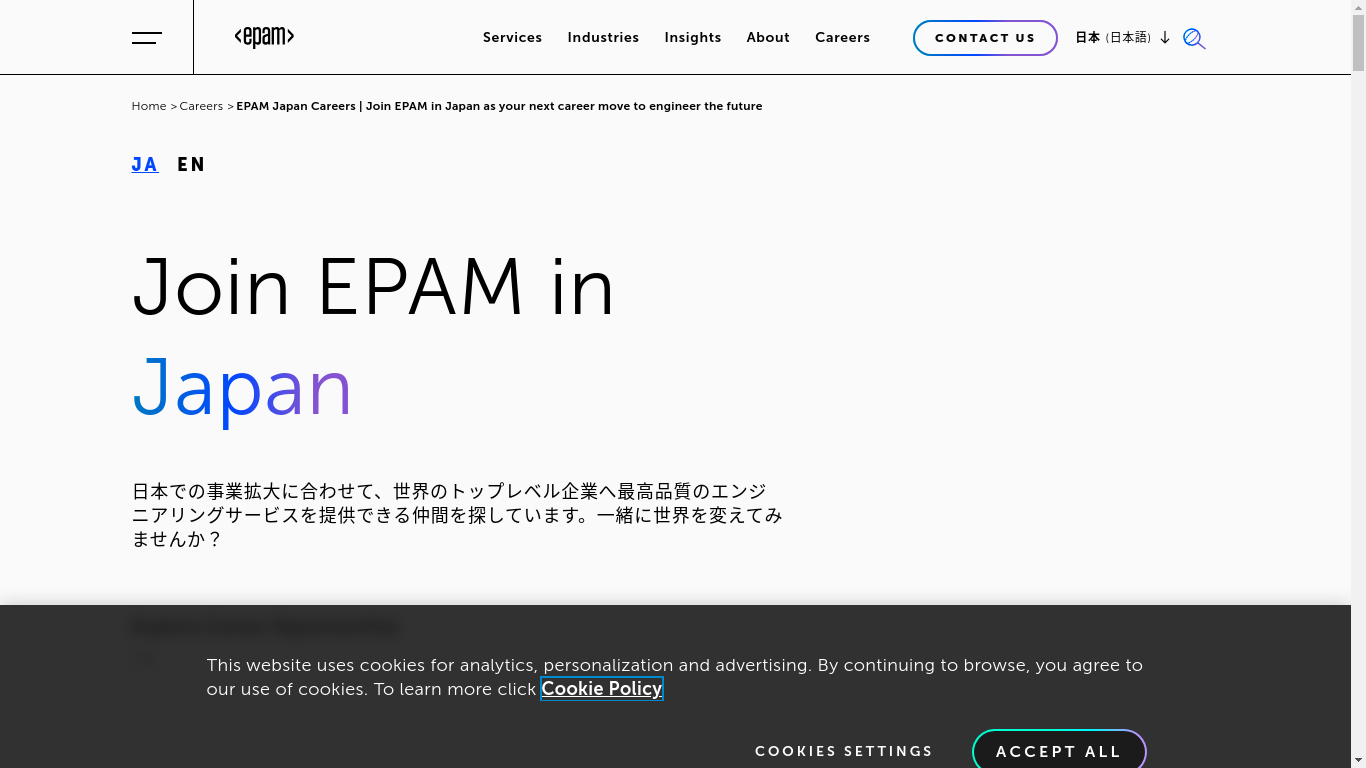 <epam>
Services Industries Insights About Careers
CONTACT US
日本 (日本語)
Home > Careers > EPAM Japan Careers | Join EPAM in Japan as your next career move to engineer the future
JA EN
Join EPAM in
Japan
日本での事業拡大に合わせて、世界のトップレベル企業へ最高品質のエンジ
ニアリングサービスを提供できる仲間を探しています。一緒に世界を変えてみ
ませんか？
This website uses cookies for analytics, personalization and advertising. By continuing to browse, you agree to
our use of cookies. To learn more click Cookie Policy
COOKIES SETTINGS
ACCEPT ALL